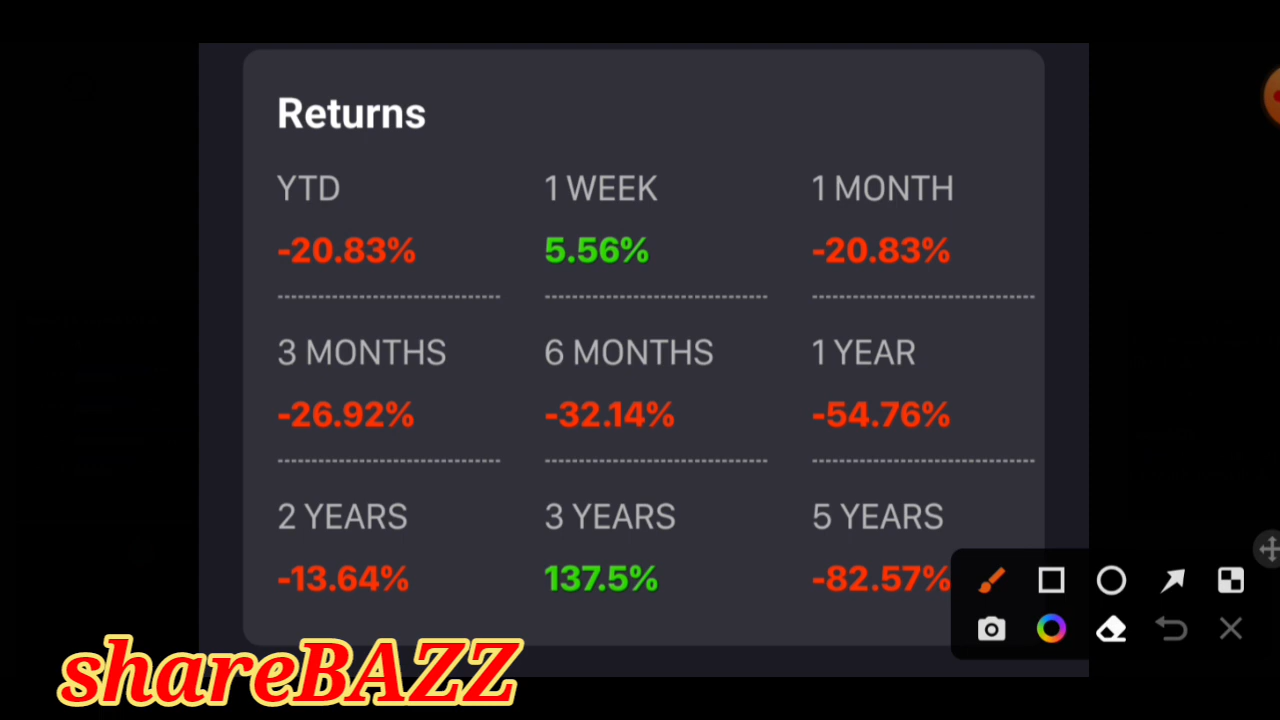 Returns
YTD 1 WEEK 1 MONTH
-20.83% 5.56% -20.83%
3 MONTHS 6 MONTHS 1 YEAR
-26.92% -32.14% -54.76%
2 YEARS 3 YEARS 5 YEARS
-13.64% 137.5% -82.57%
shareBAZZ